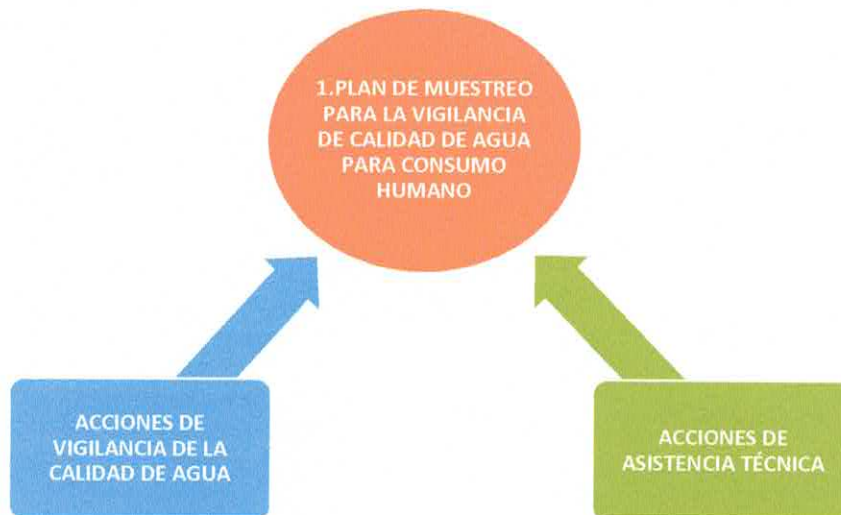 1.PLAN DE MUESTREO
PARA LA VIGILANCIA
DE CALIDAD DE AGUA
PARA CONSUMO
HUMANO
ACCIONES DE
VIGILANCIA DE LA
CALIDAD DE AGUA
ACCIONES DE
ASISTENCIA TÉCNICA